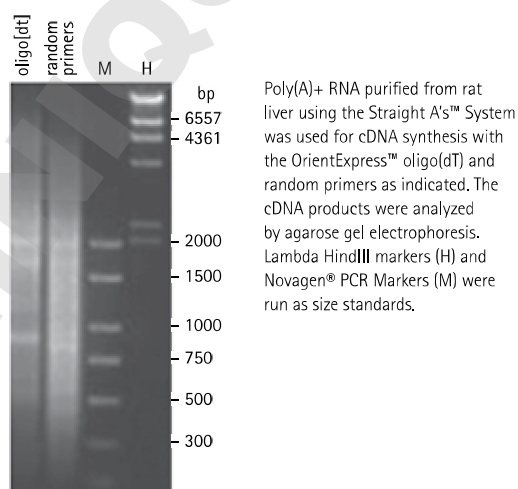 oligo[dt]
random
primers
M
H
bp
6557
4361
2000
1500
1000
750
500
300
Poly(A)+ RNA purified from rat
liver using the Straight A's™ System
was used for cDNA synthesis with
the OrientExpress™ oligo(dT) and
random primers as indicated. The
cDNA products were analyzed
by agarose gel electrophoresis.
Lambda HindIII markers (H) and
Novagen® PCR Markers (M) were
run as size standards.